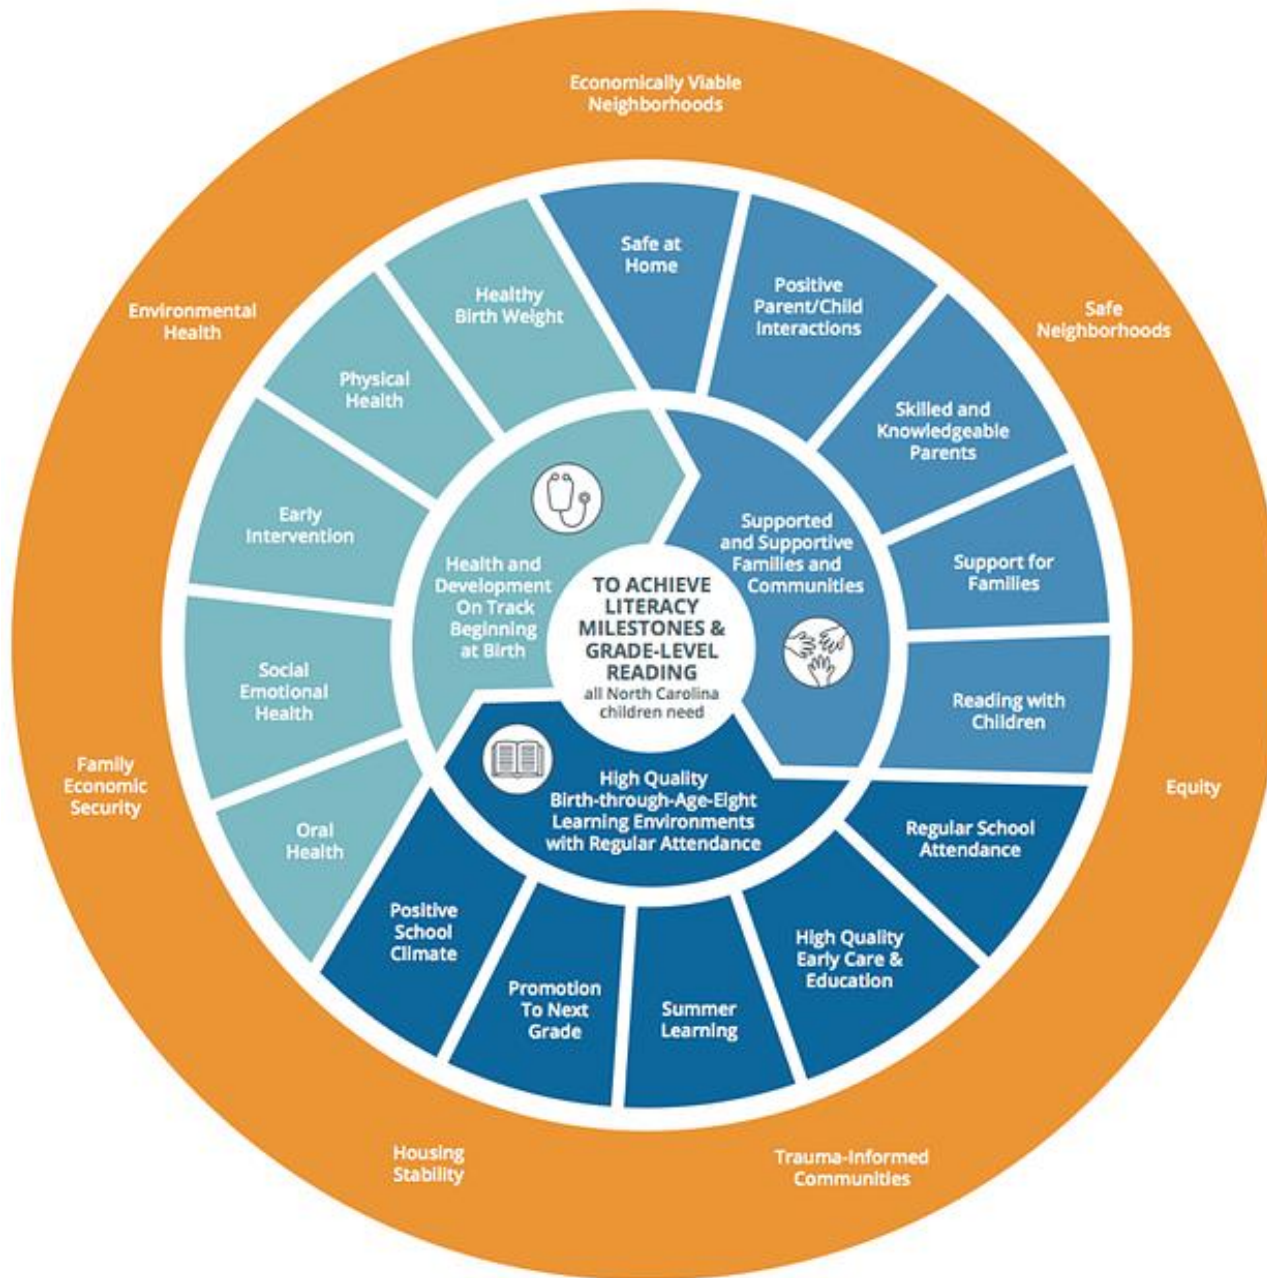 Economically Viable
Neighborhoods
Safe
Neighborhoods
Equity
Trauma-Informed
Communities
Housing
Stability
Family
Economic
Security
Environmental
Health
Safe at
Home
Positive
Parent/Child
Interactions
Skilled and
Knowledgeable
Parents
Support for
Families
Reading with
Children
Regular School
Attendance
High Quality
Early Care &
Education
Summer
Learning
Promotion
To Next
Grade
Positive
School
Climate
Oral
Health
Social
Emotional
Health
Early
Intervention
Physical
Health
Healthy
Birth Weight
Health and
Development
On Track
Beginning
at Birth
Supported
and Supportive
Families and
Communities
High Quality
Birth-through-Age-Eight
Learning Environments
with Regular Attendance
TO ACHIEVE
LITERACY
MILESTONES &
GRADE-LEVEL
READING
all North Carolina
children need